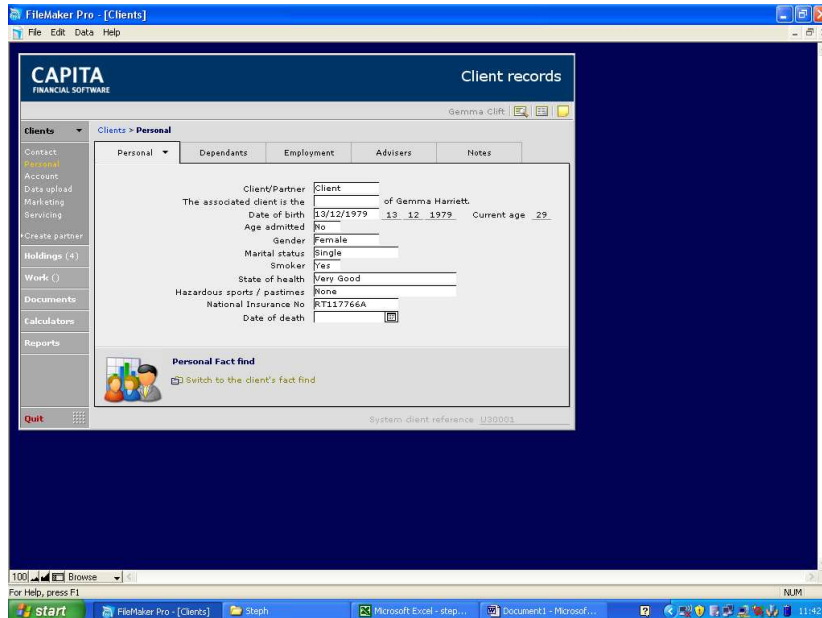 FileMaker Pro - [Clients]
File Edit Data Help
CAPITA
FINANCIAL SOFTWARE
Client records
Gemma Clift
Clients
Clients > Personal
Contact
Personal
Account
Data upload
Marketing
Servicing
Create partner
Holdings (4)
Work ()
Documents
Calculators
Reports
Quit
Personal Dependants Employment Advisers Notes
Client/Partner Client
The associated client is the of Gemma Harriett.
Date of birth 13/12/1979 13 12 1979 Current age 29
Age admitted No
Gender Female
Marital status Single
Smoker Yes
State of health Very Good
Hazardous sports / pastimes None
National Insurance No RT117766A
Date of death
Personal Fact find
Switch to the client's fact find
System client reference U30001
100 Browse
For Help, press F1
NUM
start FileMaker Pro - [Clients] Steph Microsoft Excel - step... Document1 - Microsof... 11:42